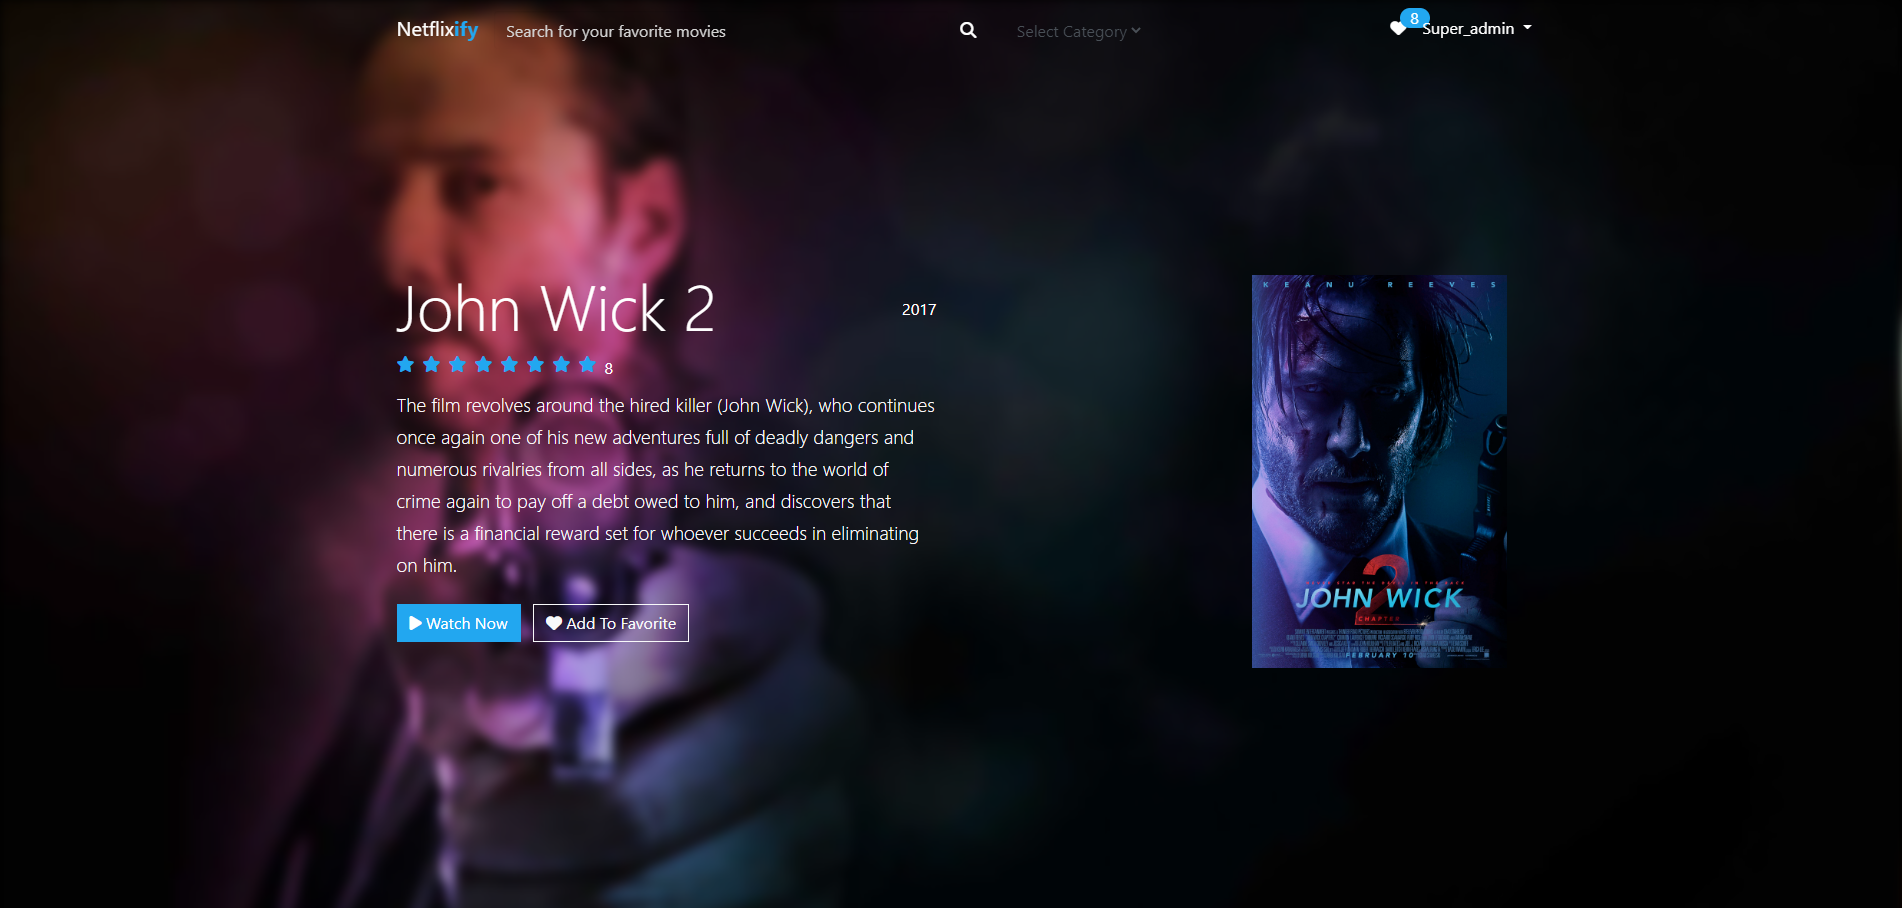 Netflixify
Search for your favorite movies
Select Category
8
Super_admin
John Wick 2
2017
8
The film revolves around the hired killer (John Wick), who continues
once again one of his new adventures full of deadly dangers and
numerous rivalries from all sides, as he returns to the world of
crime again to pay off a debt owed to him, and discovers that
there is a financial reward set for whoever succeeds in eliminating
on him.
Watch Now
Add To Favorite
KEANU REEVES
2
JOHN WICK
CHAPTER
FEBRUARY 10